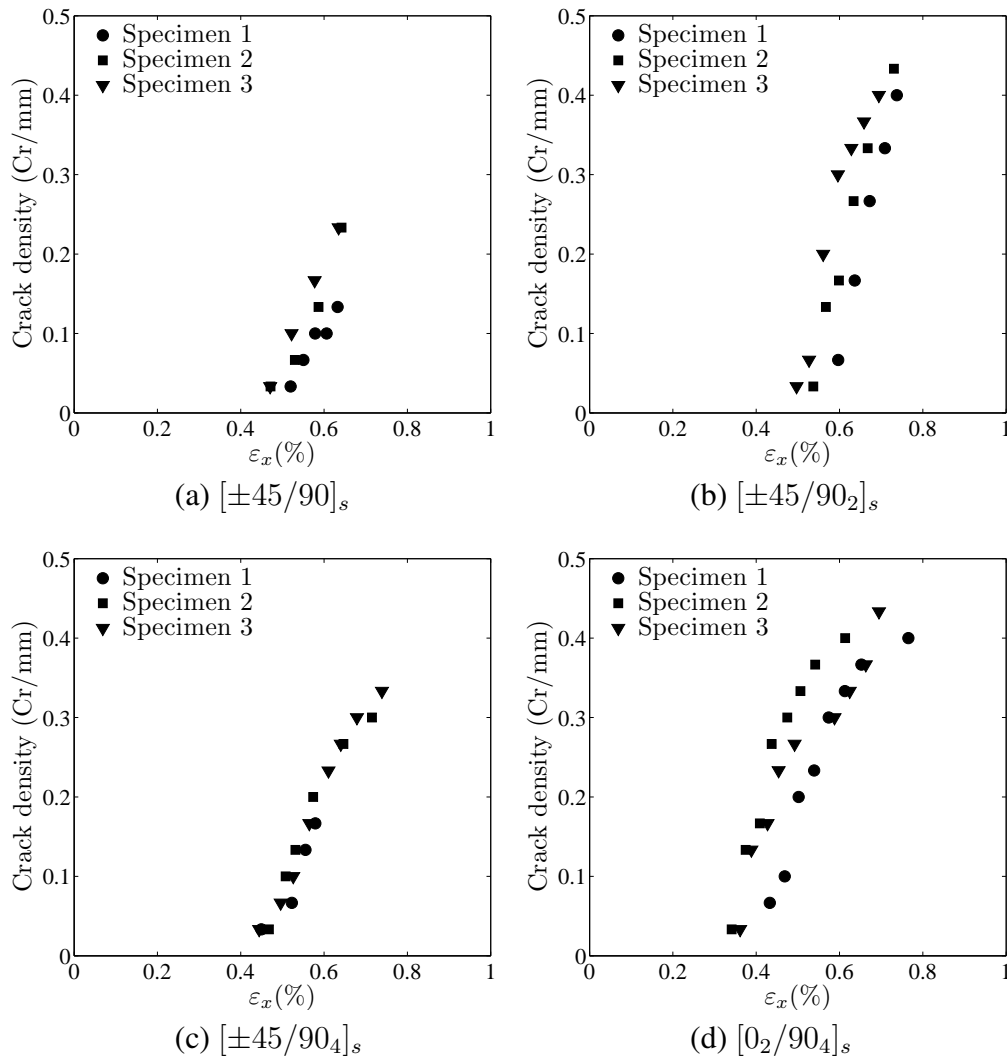 0.5
Specimen 1
Specimen 2
Specimen 3
0.4
0.3
0.2
0.1
0
Crack density (Cr/mm)
0 0.2 0.4 0.6 0.8 1
εₓ(%)
(a) [±45/90]ₛ
0.5
Specimen 1
Specimen 2
Specimen 3
0.4
0.3
0.2
0.1
0
Crack density (Cr/mm)
0 0.2 0.4 0.6 0.8 1
εₓ(%)
(b) [±45/90₂]ₛ
0.5
Specimen 1
Specimen 2
Specimen 3
0.4
0.3
0.2
0.1
0
Crack density (Cr/mm)
0 0.2 0.4 0.6 0.8 1
εₓ(%)
(c) [±45/90₄]ₛ
0.5
Specimen 1
Specimen 2
Specimen 3
0.4
0.3
0.2
0.1
0
Crack density (Cr/mm)
0 0.2 0.4 0.6 0.8 1
εₓ(%)
(d) [0₂/90₄]ₛ